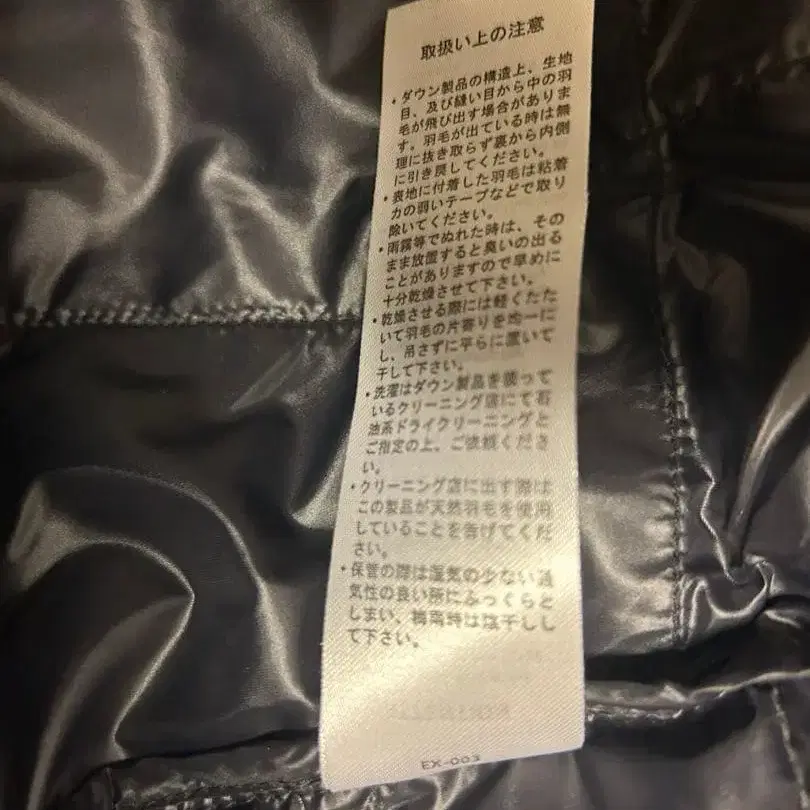 取扱い上の注意
・ダウン製品の構造上、生地
目、及び縫い目から中の羽
毛が飛び出す場合がありま
す。羽毛が出ている時は無
理に抜き取らず裏から内側
に引き戻してください。
・表地に付着した羽毛は粘着
力の弱いテープなどで取り
除いてください。
・雨霧等でぬれた時は、その
まま放置すると臭いの出る
ことがありますので早めに
十分乾燥させて下さい。
・乾燥させる際には軽くたた
いて羽毛の片寄りを均一に
し、吊さずに平らに置いて
干して下さい。
・洗濯はダウン製品を扱って
いるクリーニング店にて石
油系ドライクリーニングと
ご指定の上、ご依頼くださ
い。
・クリーニング店に出す際は
この製品が天然羽毛を使用
していることを告げてくだ
さい。
・保管の際は湿気の少ない通
気性の良い所にふっくらと
しまい、梅雨時は陰干しし
て下さい。
EX-003